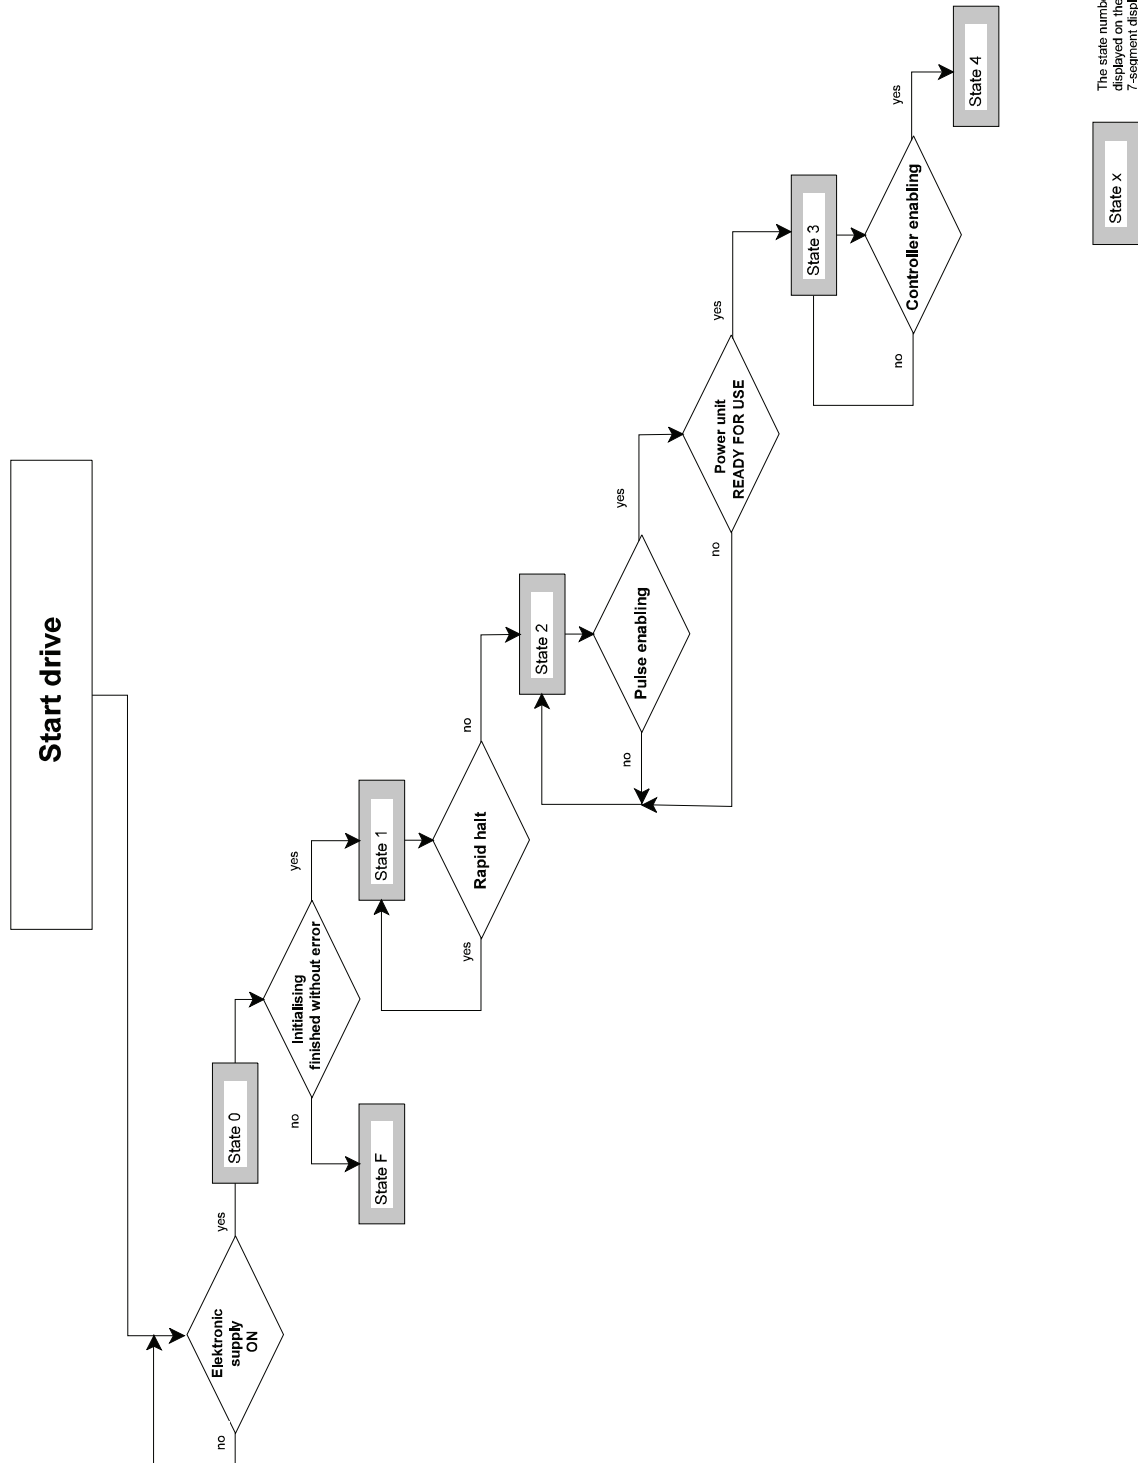 Start drive
no
Elektronic
supply
ON
yes
State 0
no
Initialising
finished without error
yes
State F
State 1
yes
Rapid halt
no
State 2
no
Pulse enabling
yes
no
Power unit
READY FOR USE
yes
State 3
no
Controller enabling
yes
State 4
State x
The state
displayed on the
7-segment